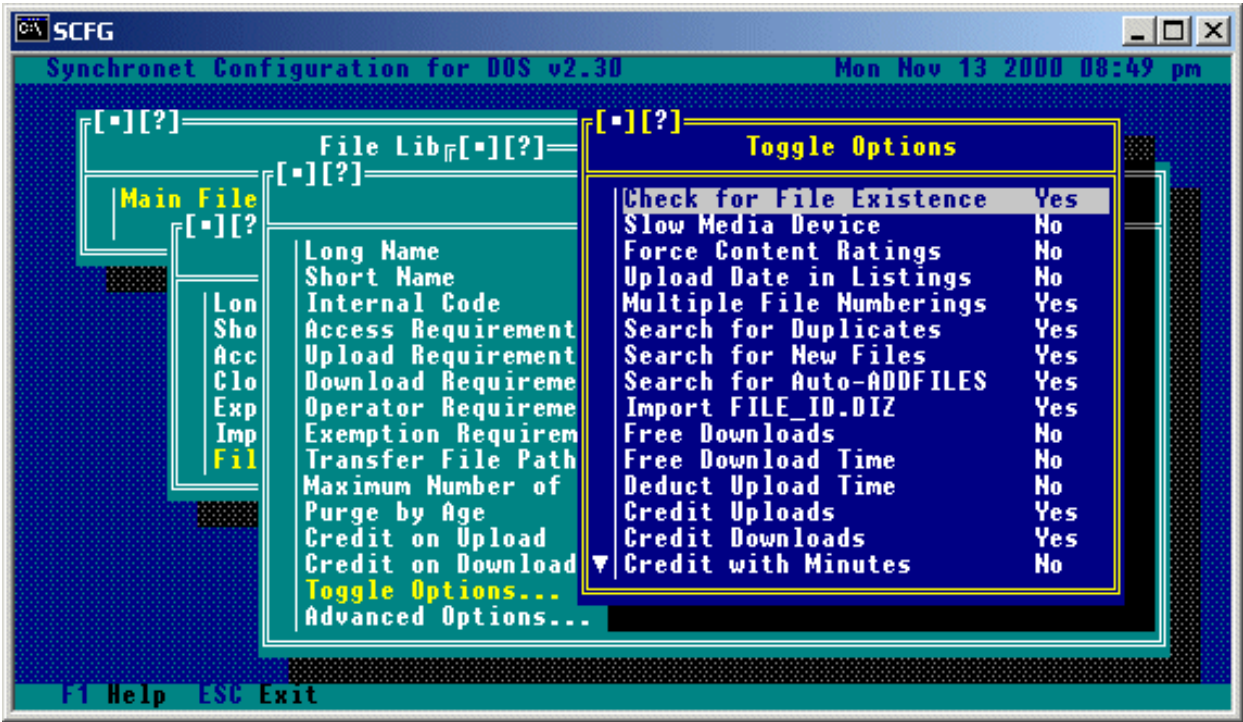 SCFG
Synchronet Configuration for DOS v2.30 Mon Nov 13 2000 08:49 pm
[▪][?]
File Lib
[▪][?]
Main File
[▪][?
Lon
Sho
Acc
Clo
Exp
Imp
Fil
[▪][?]
Long Name
Short Name
Internal Code
Access Requirement
Upload Requirement
Download Requireme
Operator Requireme
Exemption Requirem
Transfer File Path
Maximum Number of
Purge by Age
Credit on Upload
Credit on Download
Toggle Options...
Advanced Options...
[▪][?]
Toggle Options
Check for File Existence Yes
Slow Media Device No
Force Content Ratings No
Upload Date in Listings No
Multiple File Numberings Yes
Search for Duplicates Yes
Search for New Files Yes
Search for Auto-ADDFILES Yes
Import FILE_ID.DIZ Yes
Free Downloads No
Free Download Time No
Deduct Upload Time No
Credit Uploads Yes
Credit Downloads Yes
Credit with Minutes No
F1 Help ESC Exit